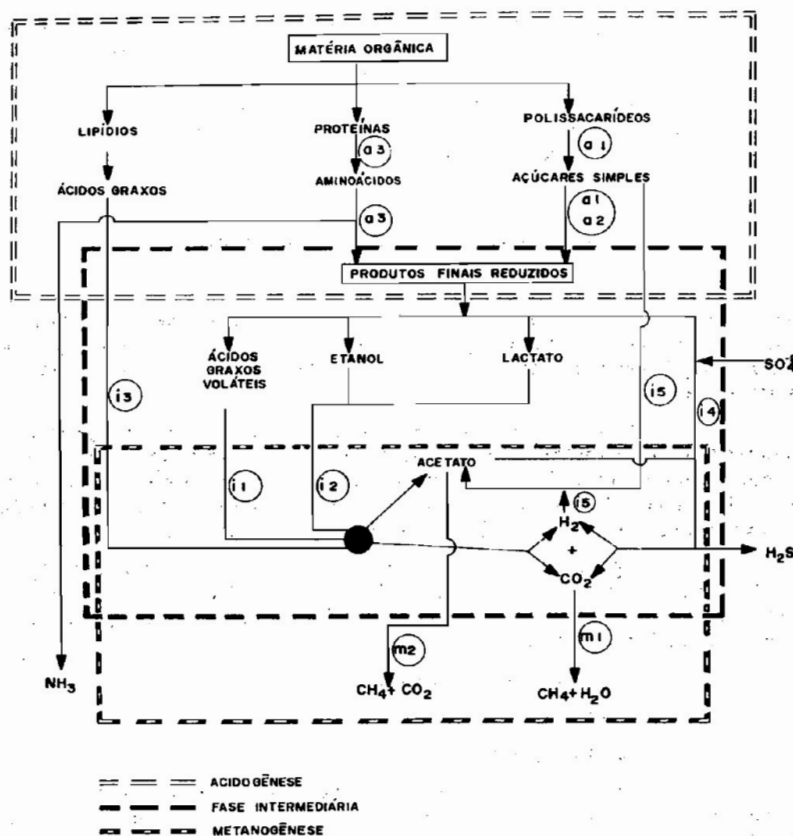 MATÉRIA ORGÂNICA
LIPÍDIOS
PROTEÍNAS
POLISSACARÍDEOS
a3
a1
ÁCIDOS GRAXOS
AMINOÁCIDOS
AÇÚCARES SIMPLES
a3
a1
a2
PRODUTOS FINAIS REDUZIDOS
ÁCIDOS
GRAXOS
VOLÁTEIS
ETANOL
LACTATO
SO4
i3
i5
i4
ACETATO
i1
i2
i5
H2
+
CO2
H2S
m2
m1
NH3
CH4+ CO2
CH4+H2O
ACIDOGÊNESE
FASE INTERMEDIÁRIA
METANOGÊNESE